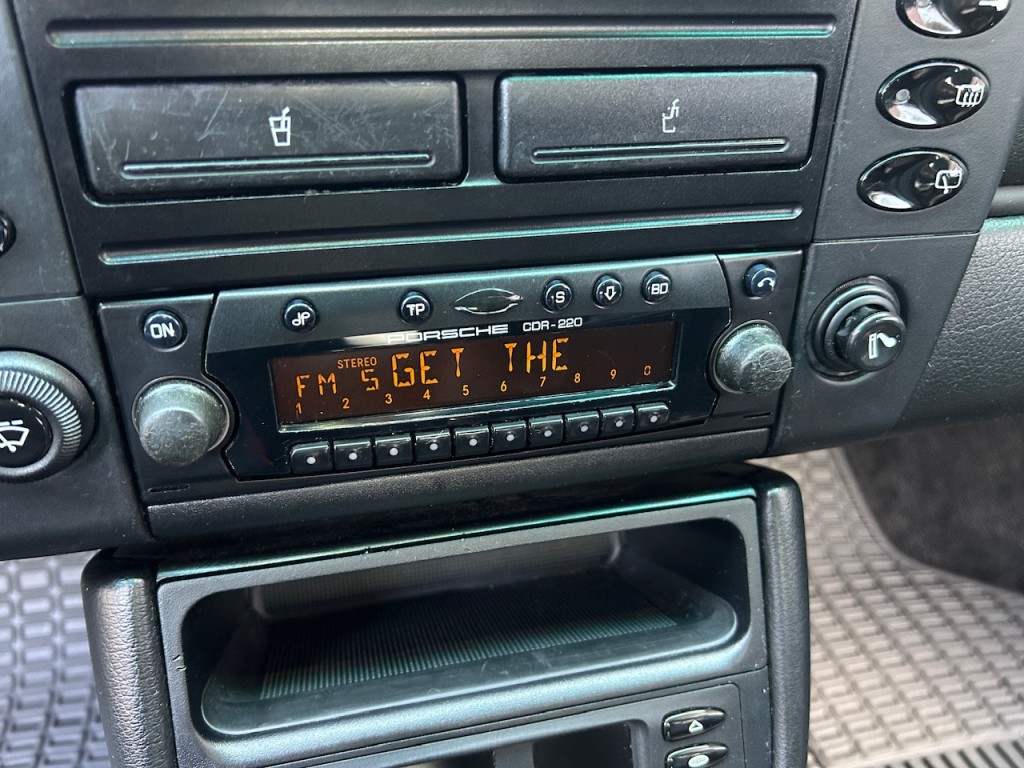 TP
S
BD
ON
PORSCHE CDR-220
STEREO
FM 5 GET THE
1 2 3 4 5 6 7 8 9 0